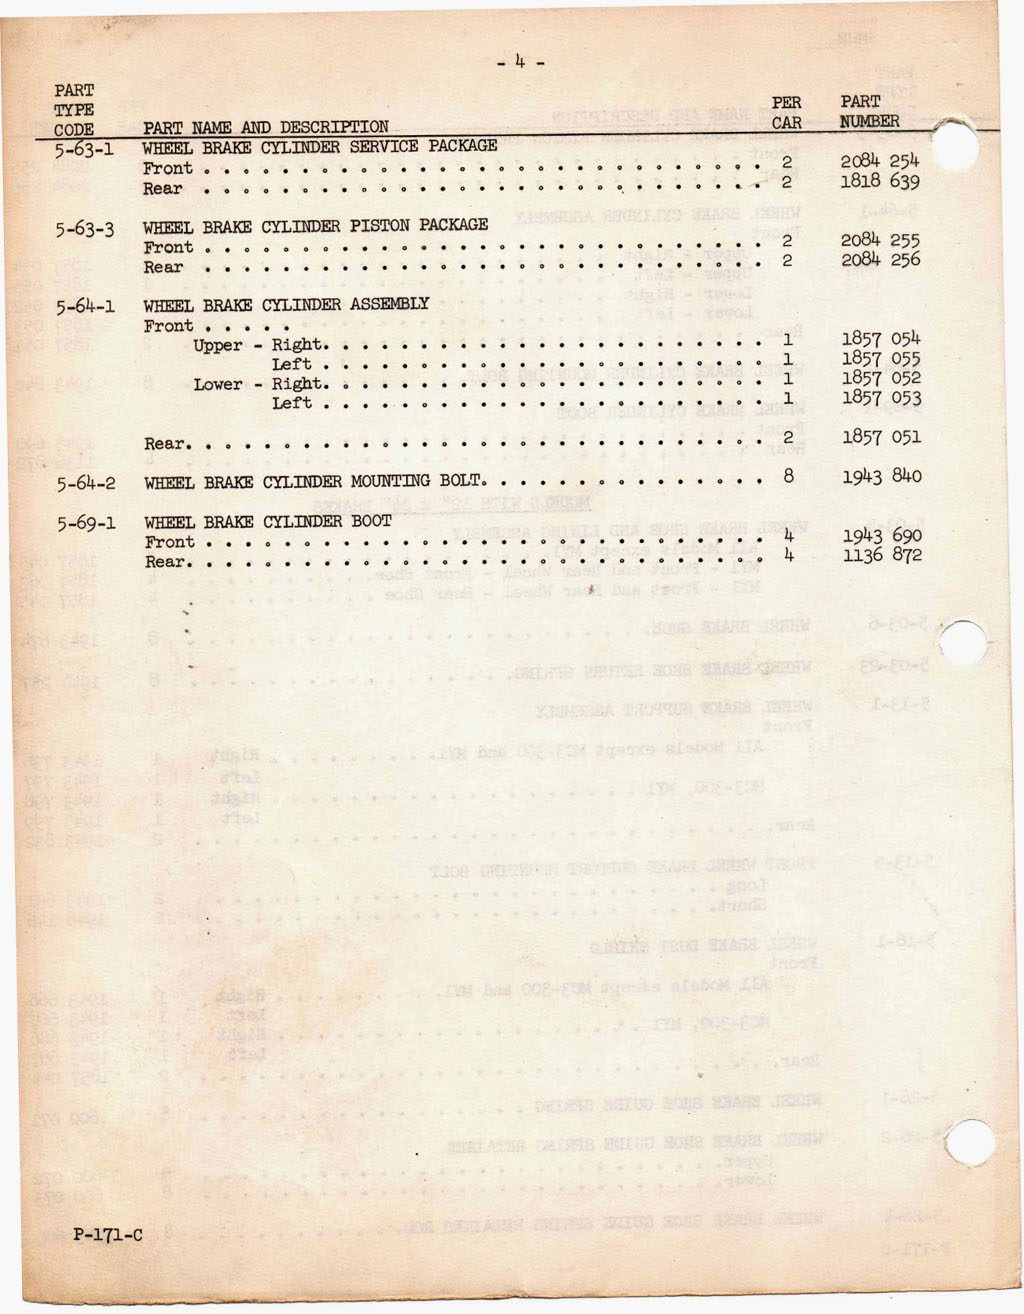 - 4 -
PART
TYPE PER PART
CODE PART NAME AND DESCRIPTION CAR NUMBER
5-63-1 WHEEL BRAKE CYLINDER SERVICE PACKAGE
Front . . . . . . . . . . . . . . . . . . . . . . . . . . . . . 2 2084 254
Rear . . . . . . . . . . . . . . . . . . . . . . . . . . . . . 2 1818 639
5-63-3 WHEEL BRAKE CYLINDER PISTON PACKAGE
Front . . . . . . . . . . . . . . . . . . . . . . . . . . . . . 2 2084 255
Rear . . . . . . . . . . . . . . . . . . . . . . . . . . . . . 2 2084 256
5-64-1 WHEEL BRAKE CYLINDER ASSEMBLY
Front . . . . .
Upper - Right. . . . . . . . . . . . . . . . . . . . . . . 1 1857 054
Left . . . . . . . . . . . . . . . . . . . . . . . 1 1857 055
Lower - Right. . . . . . . . . . . . . . . . . . . . . . . 1 1857 052
Left . . . . . . . . . . . . . . . . . . . . . . . 1 1857 053
Rear. . . . . . . . . . . . . . . . . . . . . . . . . . . . . . 2 1857 051
5-64-2 WHEEL BRAKE CYLINDER MOUNTING BOLT. . . . . . . . . . . . . . . 8 1943 840
5-69-1 WHEEL BRAKE CYLINDER BOOT
Front . . . . . . . . . . . . . . . . . . . . . . . . . . . . . 4 1943 690
Rear. . . . . . . . . . . . . . . . . . . . . . . . . . . . . . 4 1136 872
P-171-C